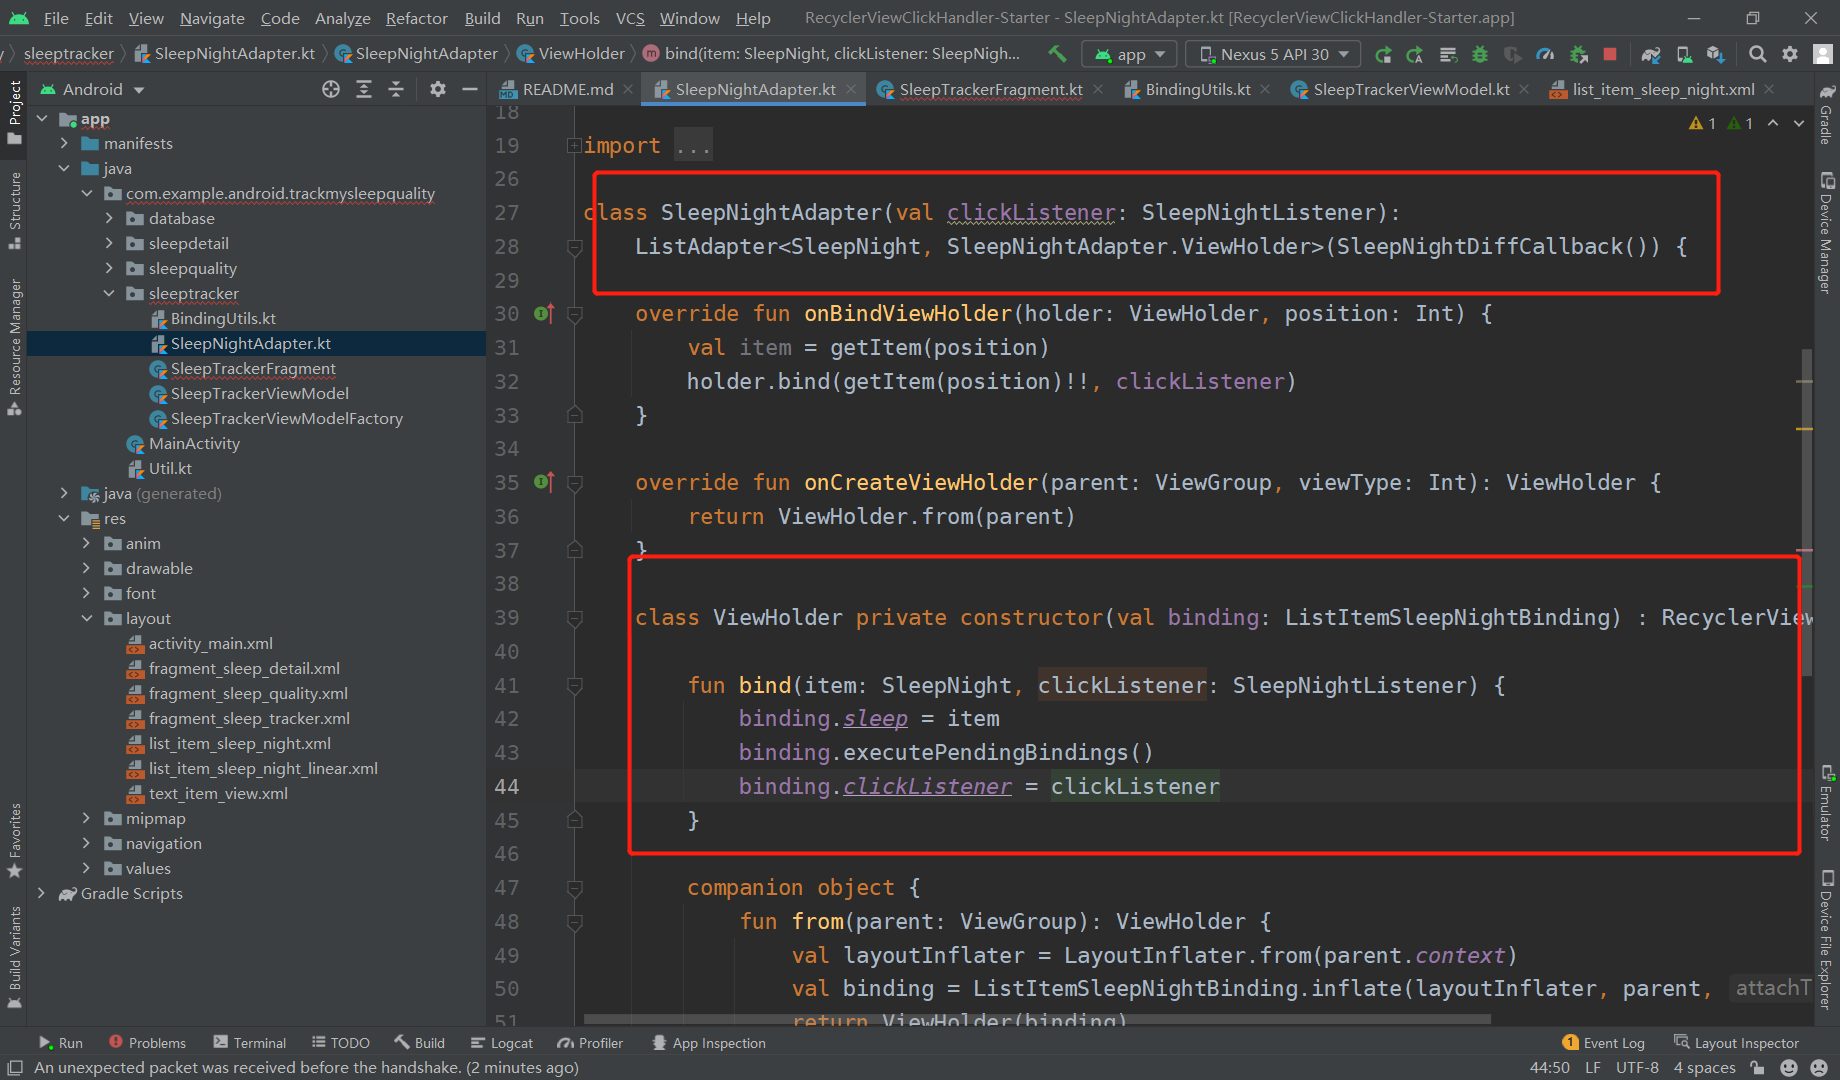 File Edit View Navigate Code Analyze Refactor Build Run Tools VCS Window Help RecyclerViewClickHandler-Starter - SleepNightAdapter.kt [RecyclerViewClickHandler-Starter.app]
sleeptracker SleepNightAdapter.kt SleepNightAdapter ViewHolder bind(item: SleepNight, clickListener: SleepNigh... app Nexus 5 API 30
Android README.md SleepNightAdapter.kt SleepTrackerFragment.kt BindingUtils.kt SleepTrackerViewModel.kt list_item_sleep_night.xml
Project
Structure
Resource Manager
Favorites
Build Variants
app
manifests
java
com.example.android.trackmysleepquality
database
sleepdetail
sleepquality
sleeptracker
BindingUtils.kt
SleepNightAdapter.kt
SleepTrackerFragment
SleepTrackerViewModel
SleepTrackerViewModelFactory
MainActivity
Util.kt
java (generated)
res
anim
drawable
font
layout
activity_main.xml
fragment_sleep_detail.xml
fragment_sleep_quality.xml
fragment_sleep_tracker.xml
list_item_sleep_night.xml
list_item_sleep_night_linear.xml
text_item_view.xml
mipmap
navigation
values
Gradle Scripts
1 1
18
19 import ...
26
27 class SleepNightAdapter(val clickListener: SleepNightListener):
28 ListAdapter<SleepNight, SleepNightAdapter.ViewHolder>(SleepNightDiffCallback()) {
29
30 override fun onBindViewHolder(holder: ViewHolder, position: Int) {
31 val item = getItem(position)
32 holder.bind(getItem(position)!!, clickListener)
33 }
34
35 override fun onCreateViewHolder(parent: ViewGroup, viewType: Int): ViewHolder {
36 return ViewHolder.from(parent)
37 }
38
39 class ViewHolder private constructor(val binding: ListItemSleepNightBinding) : RecyclerView
40
41 fun bind(item: SleepNight, clickListener: SleepNightListener) {
42 binding.sleep = item
43 binding.executePendingBindings()
44 binding.clickListener = clickListener
45 }
46
47 companion object {
48 fun from(parent: ViewGroup): ViewHolder {
49 val layoutInflater = LayoutInflater.from(parent.context)
50 val binding = ListItemSleepNightBinding.inflate(layoutInflater, parent, attachT
51 return ViewHolder(binding)
Gradle
Device Manager
Emulator
Device File Explorer
Run Problems Terminal TODO Build Logcat Profiler App Inspection 1 Event Log Layout Inspector
An unexpected packet was received before the handshake. (2 minutes ago) 44:50 LF UTF-8 4 spaces